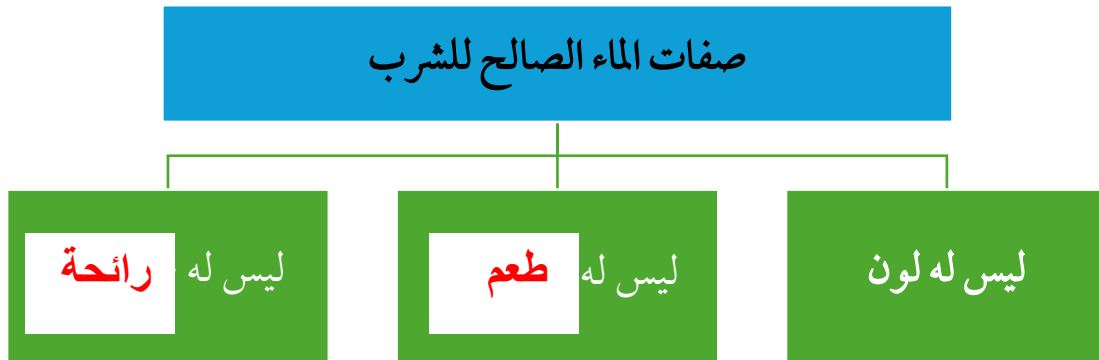 صفات الماء الصالح للشرب
ليس له لون
ليس له طعم
ليس له رائحة